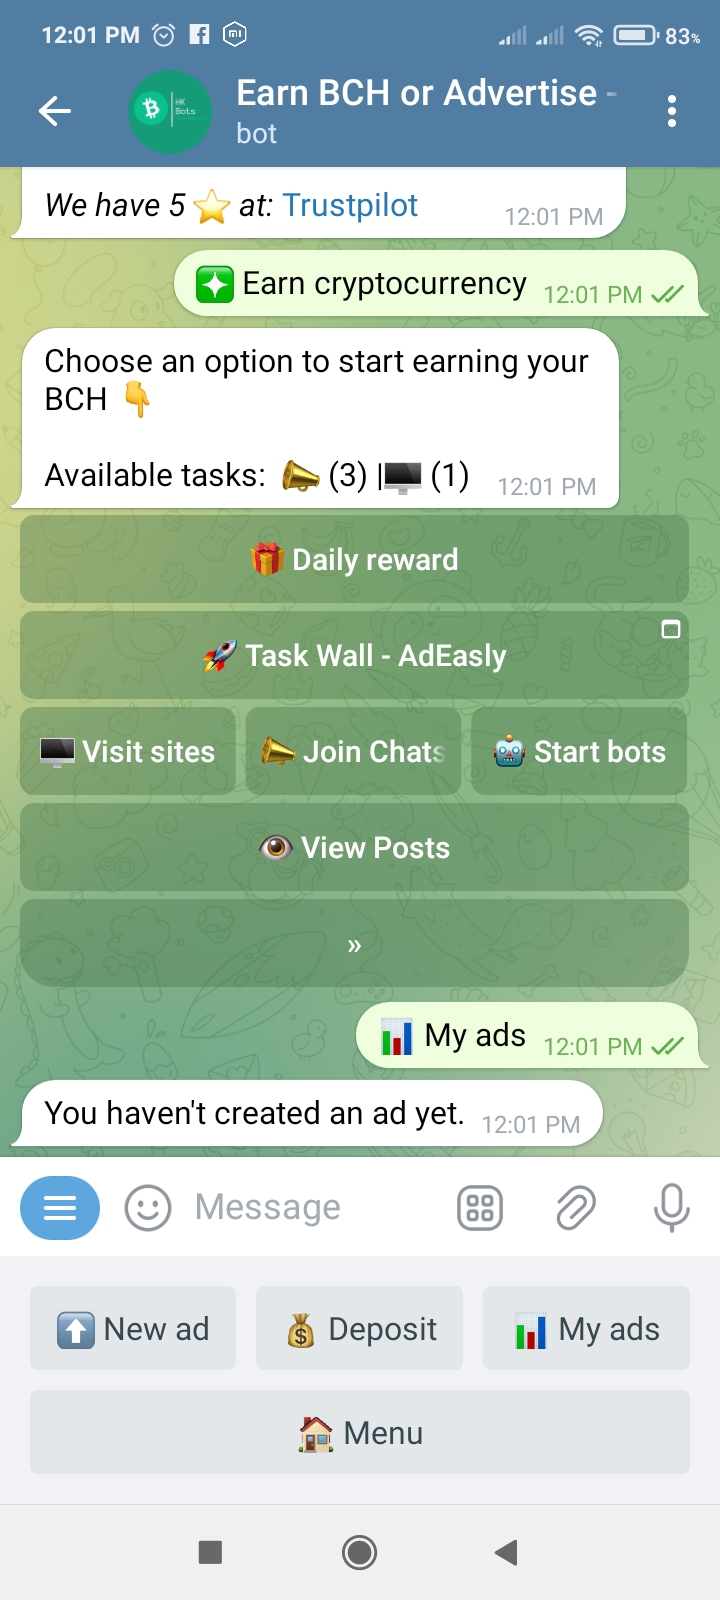 12:01 PM
83%
Earn BCH or Advertise -
bot
HK
Bots
We have 5 ⭐ at: Trustpilot
12:01 PM
Earn cryptocurrency
12:01 PM
Choose an option to start earning your
BCH 👇
Available tasks: 📣 (3) |🖥 (1)
12:01 PM
🎁 Daily reward
🚀 Task Wall - AdEasly
🖥 Visit sites
📣 Join Chats
🤖 Start bots
👁 View Posts
»
📊 My ads
12:01 PM
You haven't created an ad yet.
12:01 PM
Message
⬆ New ad
💰 Deposit
📊 My ads
🏠 Menu